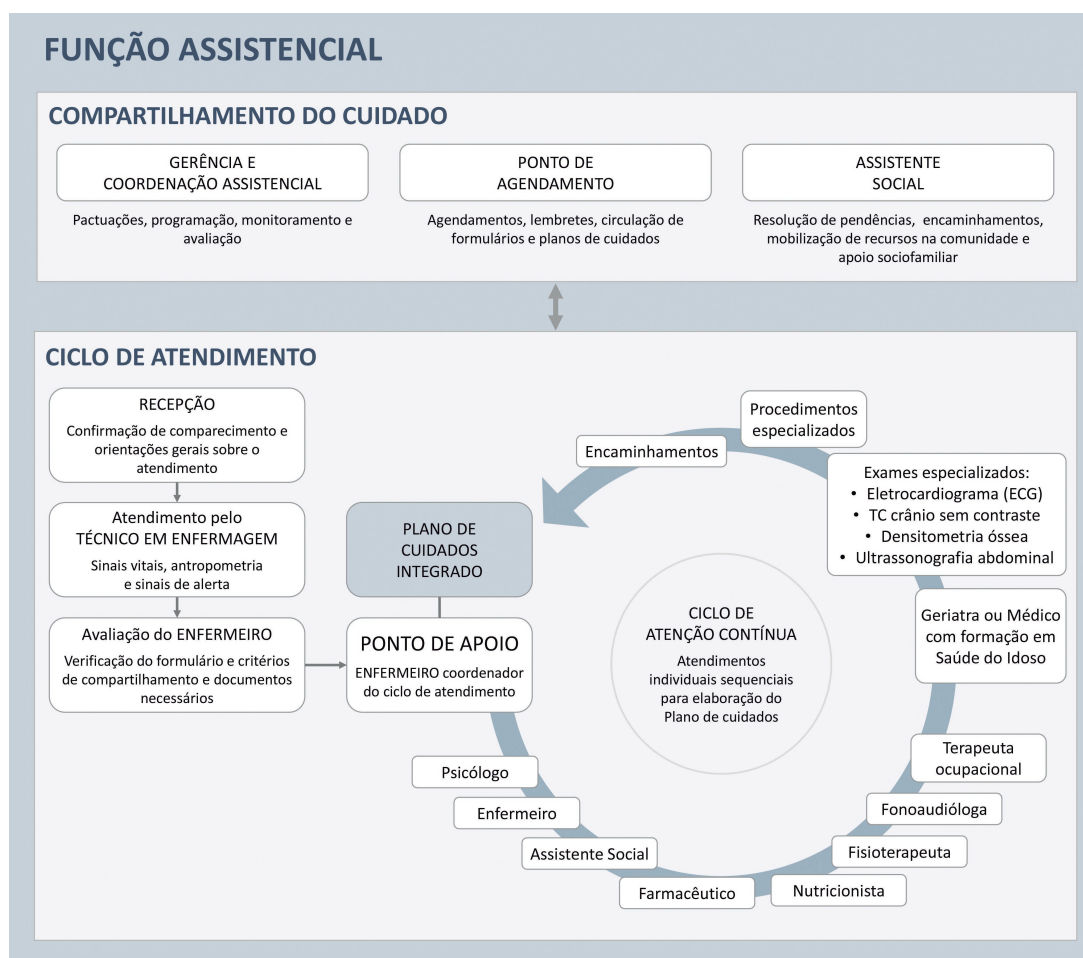 FUNÇÃO ASSISTENCIAL
COMPARTILHAMENTO DO CUIDADO
GERÊNCIA E
COORDENAÇÃO ASSISTENCIAL
Pactuações, programação, monitoramento e
avaliação
PONTO DE
AGENDAMENTO
Agendamentos, lembretes, circulação de
formulários e planos de cuidados
ASSISTENTE
SOCIAL
Resolução de pendências, encaminhamentos,
mobilização de recursos na comunidade e
apoio sociofamiliar
CICLO DE ATENDIMENTO
RECEPÇÃO
Confirmação de comparecimento e
orientações gerais sobre o
atendimento
Atendimento pelo
TÉCNICO EM ENFERMAGEM
Sinais vitais, antropometria
e sinais de alerta
Avaliação do ENFERMEIRO
Verificação do formulário e critérios
de compartilhamento e documentos
necessários
PLANO DE
CUIDADOS
INTEGRADO
PONTO DE APOIO
ENFERMEIRO coordenador
do ciclo de atendimento
CICLO DE
ATENÇÃO CONTÍNUA
Atendimentos
individuais sequenciais
para elaboração do
Plano de cuidados
Psicólogo
Enfermeiro
Assistente Social
Farmacêutico
Nutricionista
Fisioterapeuta
Fonoaudióloga
Terapeuta
ocupacional
Geriatra ou Médico
com formação em
Saúde do Idoso
Exames especializados:
• Eletrocardiograma (ECG)
• TC crânio sem contraste
• Densitometria óssea
• Ultrassonografia abdominal
Procedimentos
especializados
Encaminhamentos